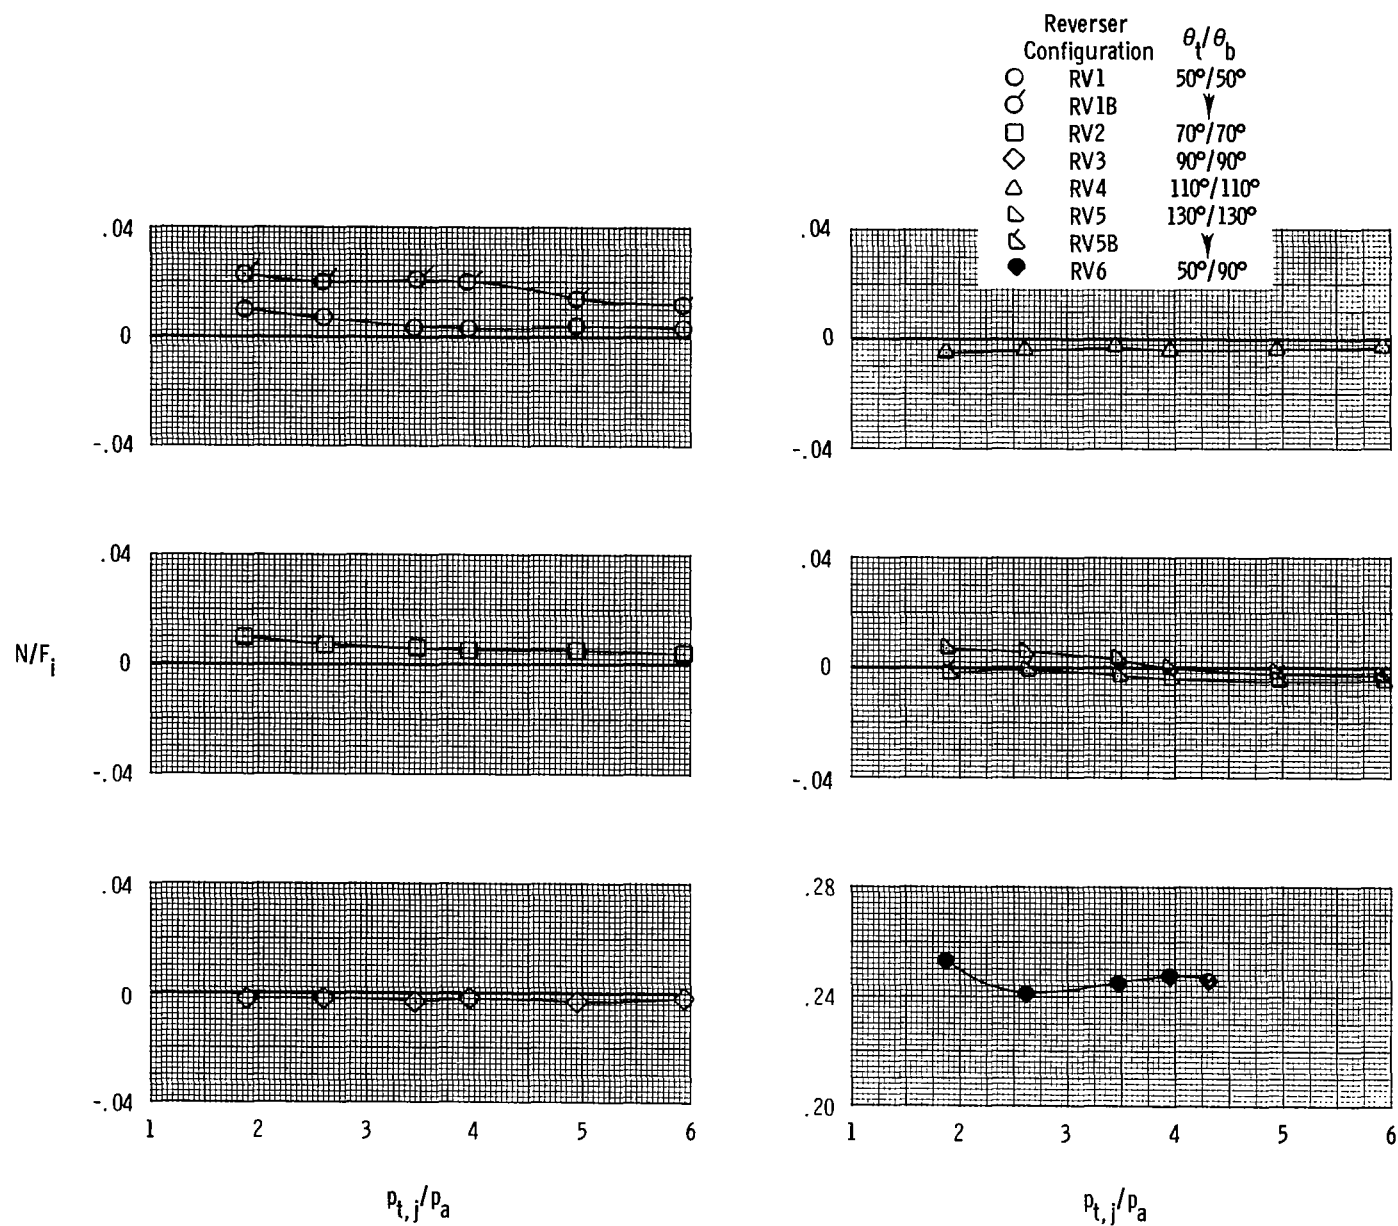 Reverser
Configuration θt/θb
RV1 50°/50°
RV1B
RV2 70°/70°
RV3 90°/90°
RV4 110°/110°
RV5 130°/130°
RV5B
RV6 50°/90°
.04
0
-.04
.04
0
-.04
.04
0
-.04
N/Fi
1 2 3 4 5 6
pt,j/pa
.04
0
-.04
.04
0
-.04
.28
.24
.20
1 2 3 4 5 6
pt,j/pa